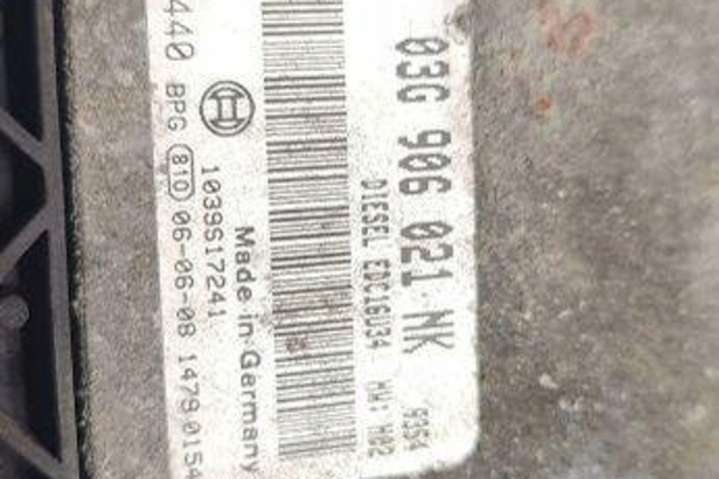 03G 906 021 NK 9354
DIESEL EDC16U34 HW: H02
Made in Germany
1039S17241
440 BPG 810 06-06-08 1479 01S4